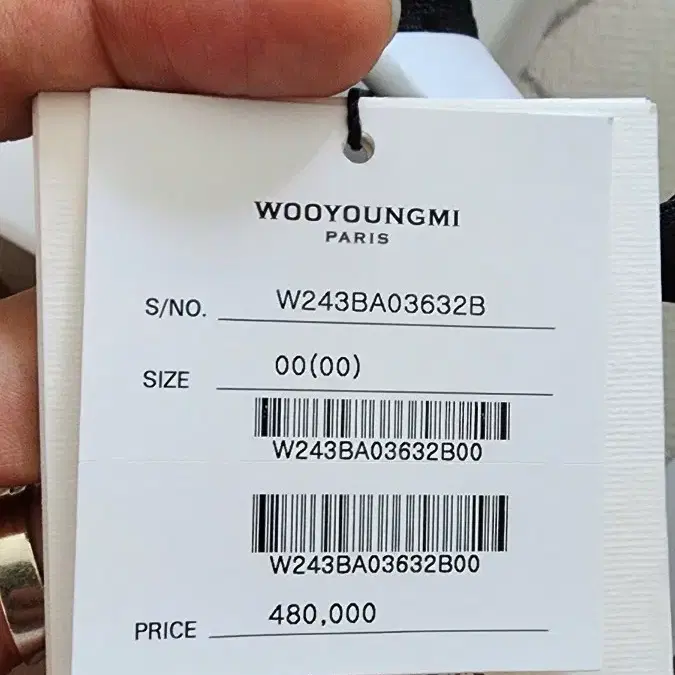 WOOYOUNGMI
PARIS
S/NO. W243BA03632B
SIZE 00(00)
W243BA03632B00
W243BA03632B00
PRICE 480,000